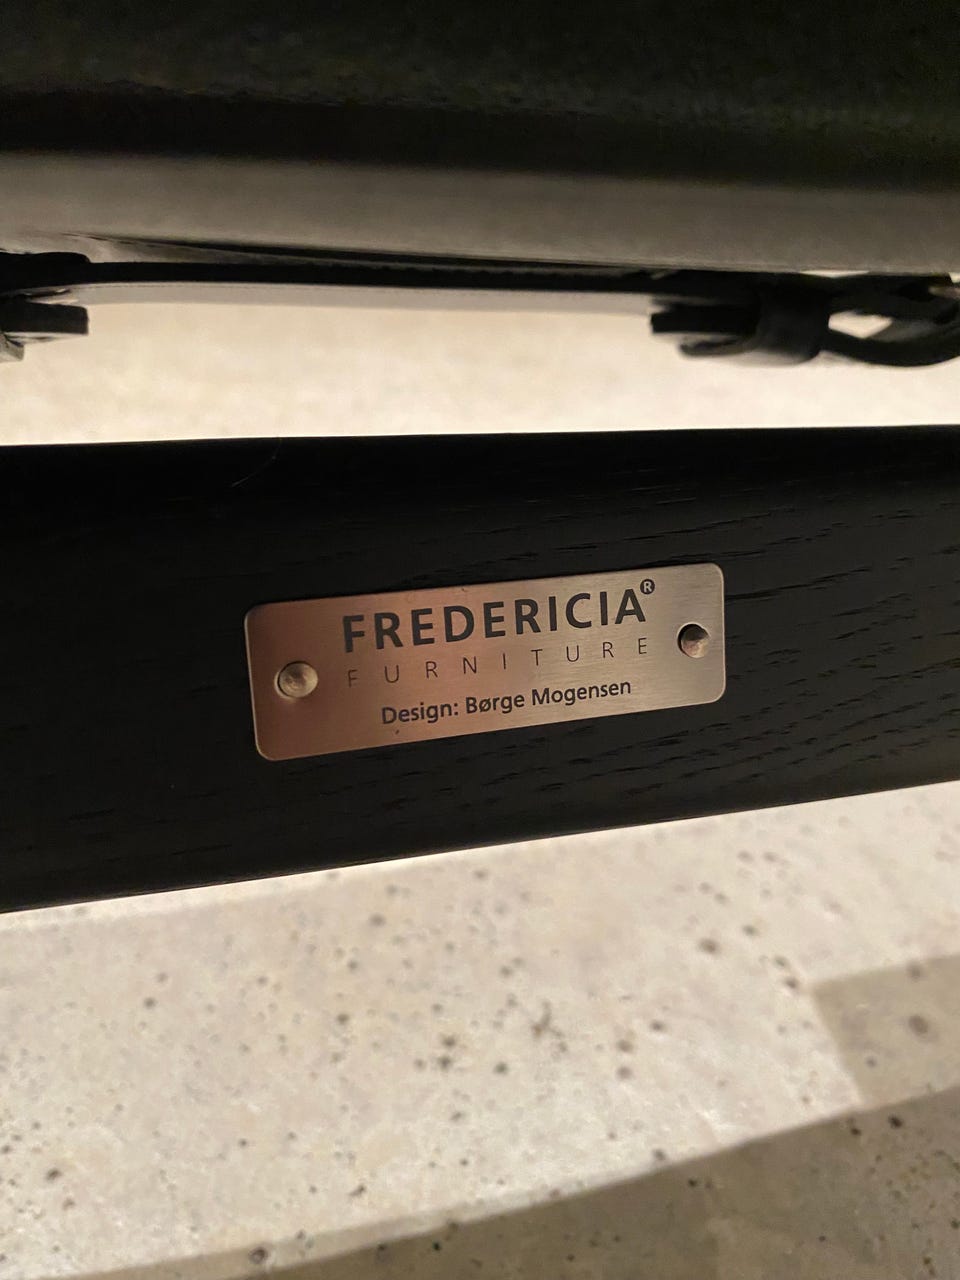 FREDERICIA®
FURNITURE
Design: Børge Mogensen